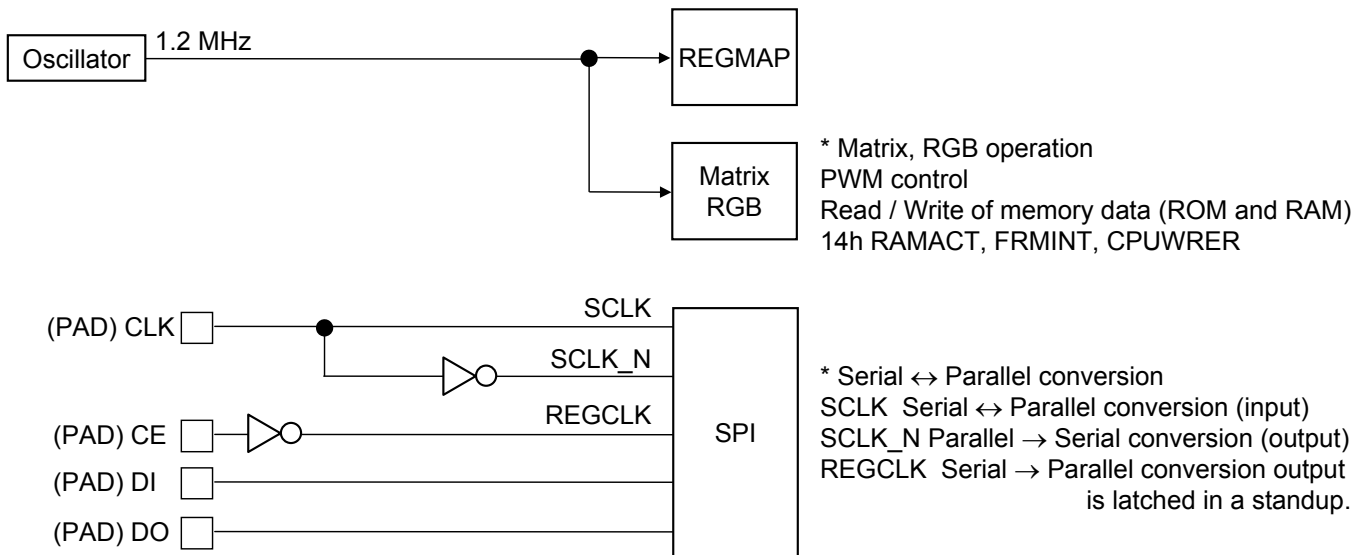 Oscillator
1.2 MHz
REGMAP
Matrix
RGB
* Matrix, RGB operation
PWM control
Read / Write of memory data (ROM and RAM)
14h RAMACT, FRMINT, CPUWRER
(PAD) CLK
SCLK
SCLK_N
(PAD) CE
REGCLK
(PAD) DI
(PAD) DO
SPI
* Serial ↔ Parallel conversion
SCLK  Serial ↔ Parallel conversion (input)
SCLK_N Parallel → Serial conversion (output)
REGCLK  Serial → Parallel conversion output
is latched in a standup.